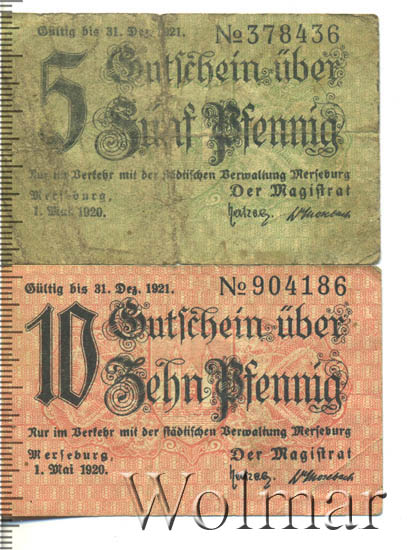 Gültig bis 31. Dez. 1921. №378436
5 Gutschein über
Fünf Pfennig
Nur im Verkehr mit der städtischen Verwaltung Merseburg
Merseburg, Der Magistrat
1. Mai 1920.
Gültig bis 31. Dez. 1921. №904186
10 Gutschein über
Zehn Pfennig
Nur im Verkehr mit der städtischen Verwaltung Merseburg
Merseburg, Der Magistrat
1. Mai 1920.
Wolmar